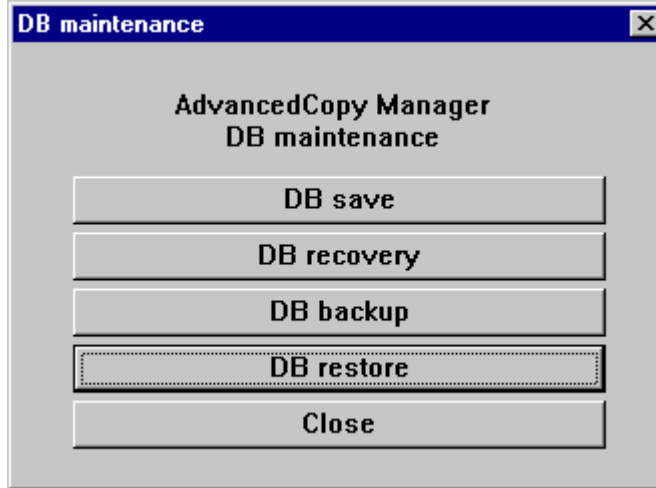 DB maintenance
AdvancedCopy Manager
DB maintenance
DB save
DB recovery
DB backup
DB restore
Close